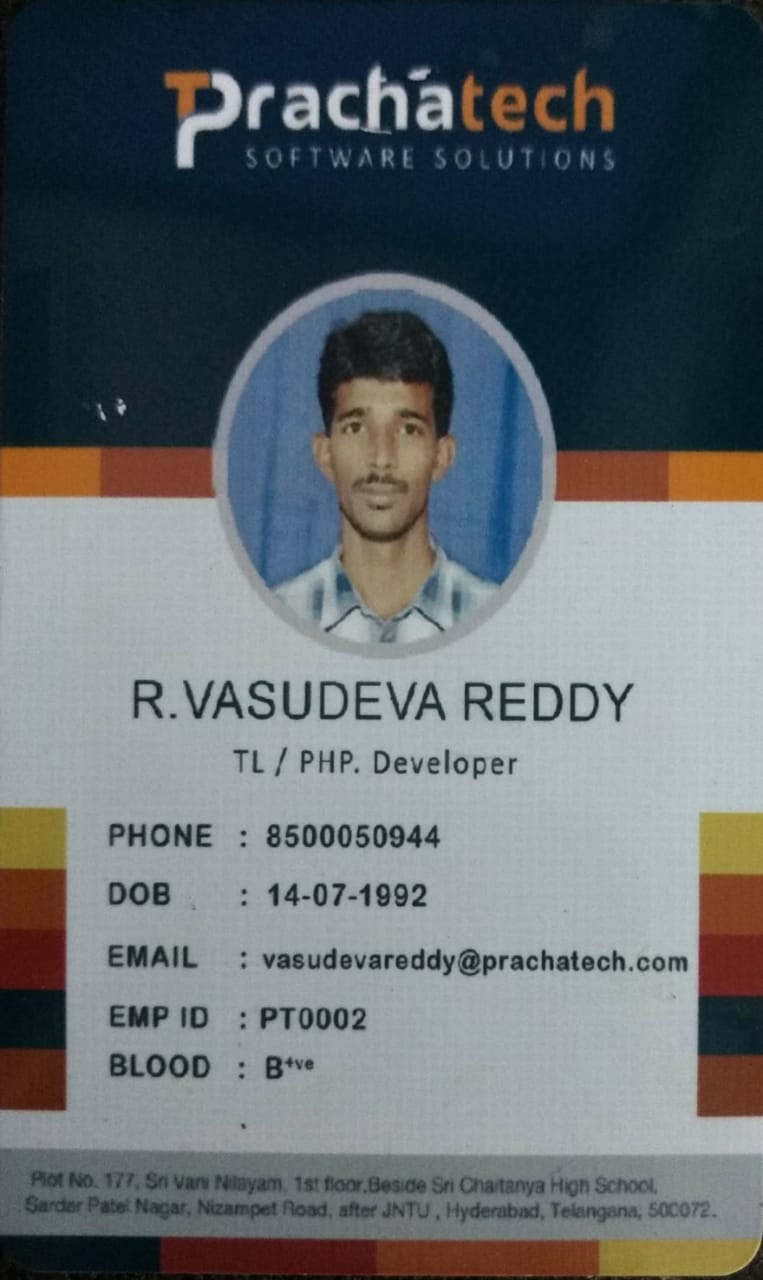 Prachatech
SOFTWARE SOLUTIONS
R.VASUDEVA REDDY
TL / PHP. Developer
PHONE : 8500050944
DOB : 14-07-1992
EMAIL : vasudevareddy@prachatech.com
EMP ID : PT0002
BLOOD : B+ve
Plot No. 177, Sri Vani Nilayam, 1st floor,Beside Sri Chaitanya High School,
Sardar Patel Nagar, Nizampet Road, after JNTU , Hyderabad, Telangana, 500072.